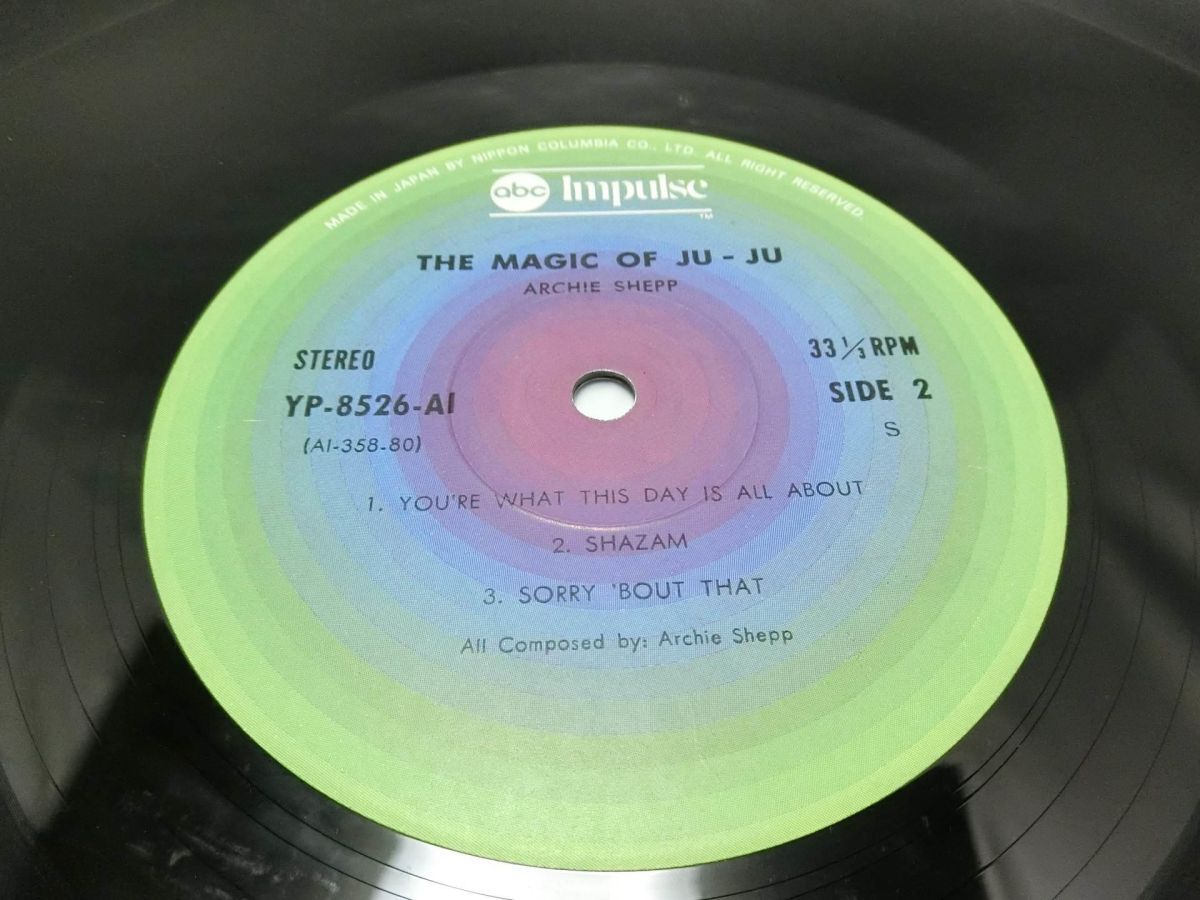 MADE IN JAPAN BY NIPPON COLUMBIA CO., LTD. ALL RIGHT RESERVED.
abc Impulse TM
THE MAGIC OF JU - JU
ARCHIE SHEPP
STEREO
33 1/3 RPM
YP-8526-AI
SIDE 2
(AI-358-80)
S
1. YOU'RE WHAT THIS DAY IS ALL ABOUT
2. SHAZAM
3. SORRY 'BOUT THAT
All Composed by: Archie Shepp